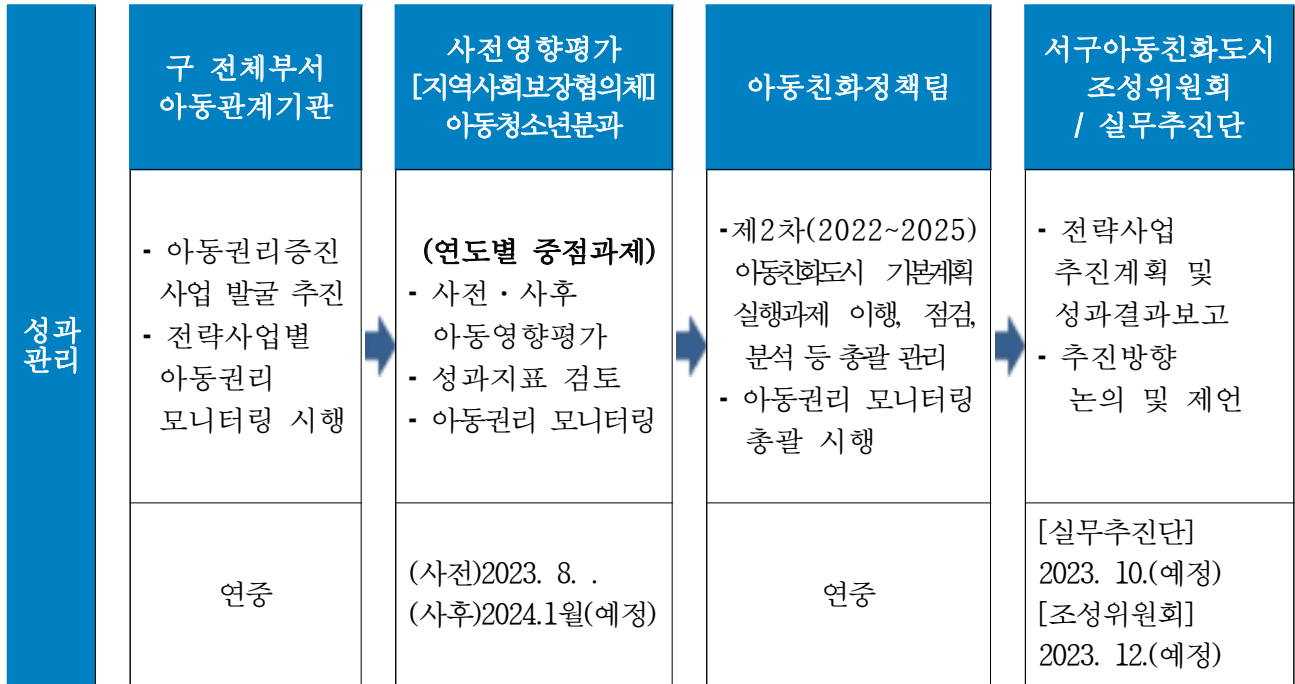 성과
관리
구 전체부서
아동관계기관
- 아동권리증진
사업 발굴 추진
- 전략사업별
아동권리
모니터링 시행
연중
사전영향평가
[지역사회보장협의체]
아동청소년분과
(연도별 중점과제)
- 사전·사후
아동영향평가
- 성과지표 검토
- 아동권리 모니터링
(사전)2023. 8. .
(사후)2024.1월(예정)
아동친화정책팀
-제2차(2022~2025)
아동친화도시 기본계획
실행과제 이행, 점검,
분석 등 총괄 관리
- 아동권리 모니터링
총괄 시행
연중
서구아동친화도시
조성위원회
/ 실무추진단
- 전략사업
추진계획 및
성과결과보고
- 추진방향
논의 및 제언
[실무추진단]
2023. 10.(예정)
[조성위원회]
2023. 12.(예정)